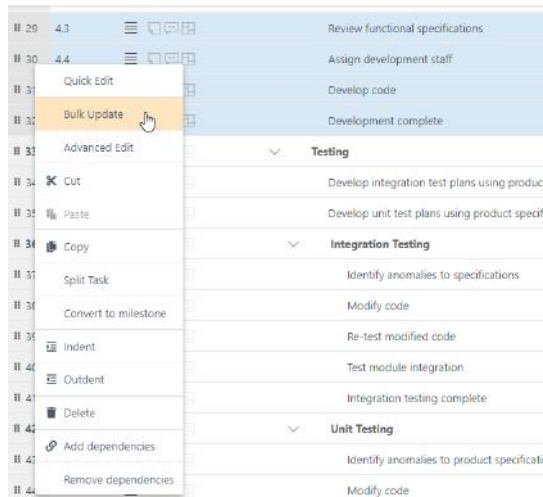 29 4.3 Review functional specifications
30 4.4 Assign development staff
Quick Edit
Develop code
Bulk Update
Development complete
33 Testing
Advanced Edit
Cut
Develop integration test plans using produc
Paste
Develop unit test plans using product specif
36 Integration Testing
Copy
Identify anomalies to specifications
Split Task
Modify code
Convert to milestone
Re-test modified code
Indent
Test module integration
Outdent
Integration testing complete
Delete
42 Unit Testing
Add dependencies
Identify anomalies to product specificati
Remove dependencies
Modify code